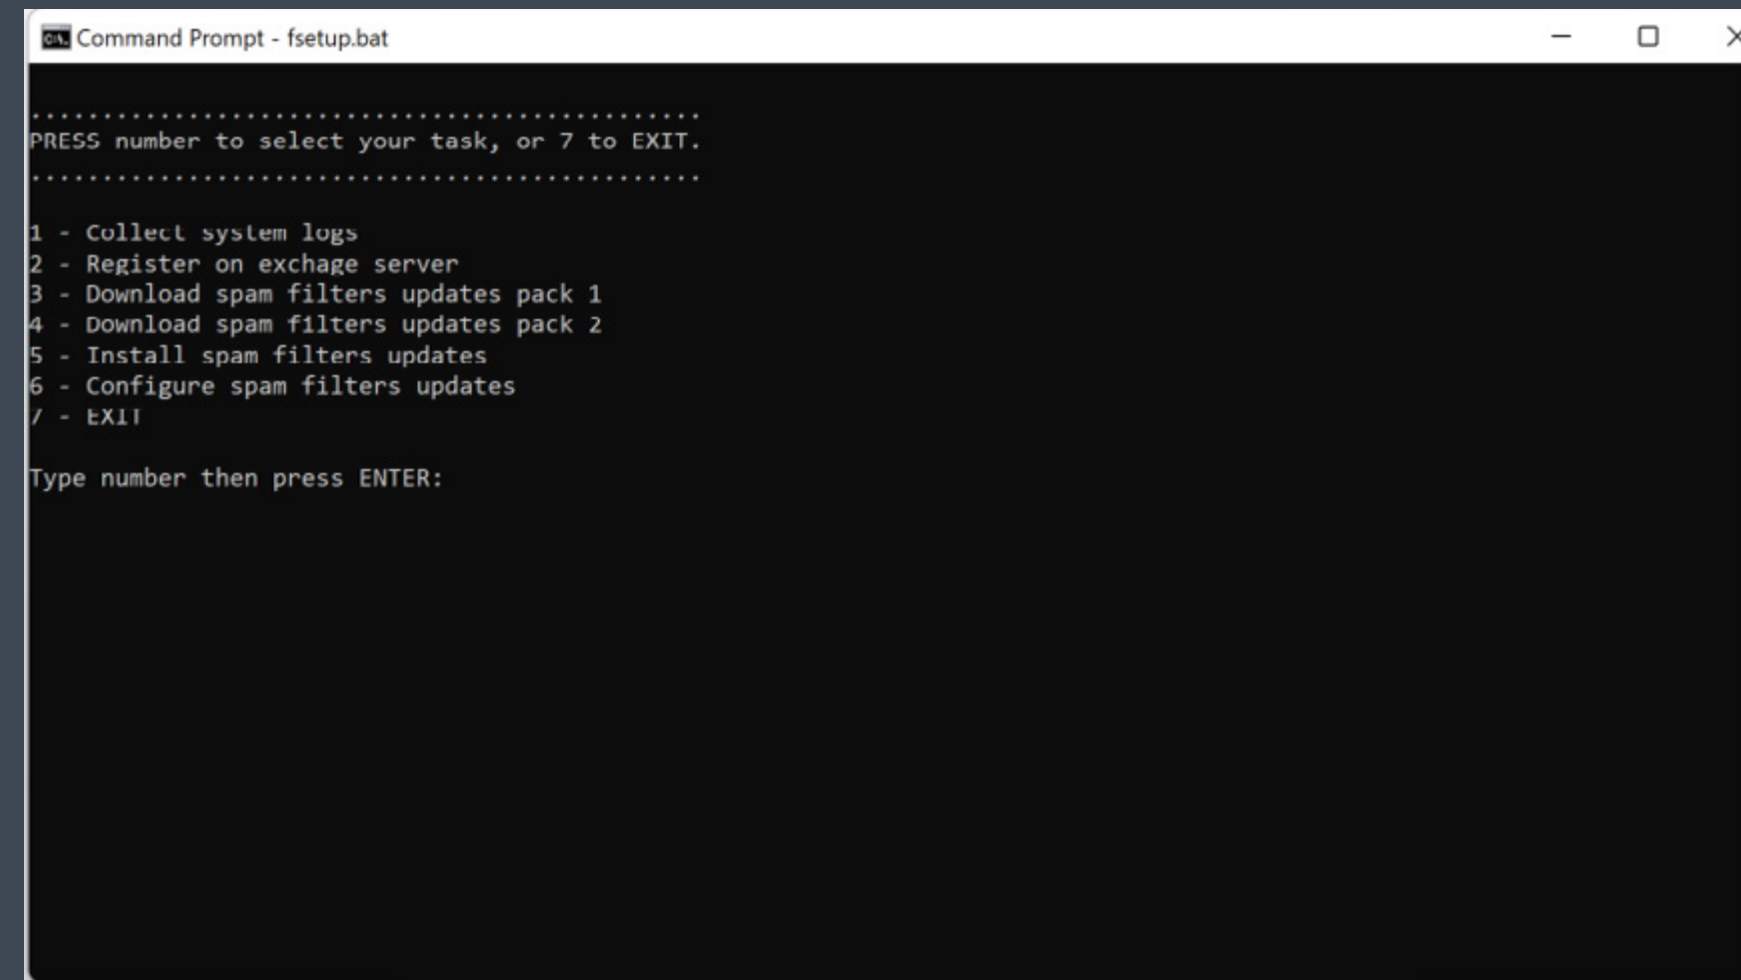 Command Prompt - fsetup.bat
...............................................
PRESS number to select your task, or 7 to EXIT.
...............................................
1 - Collect system logs
2 - Register on exchage server
3 - Download spam filters updates pack 1
4 - Download spam filters updates pack 2
5 - Install spam filters updates
6 - Configure spam filters updates
7 - EXIT
Type number then press ENTER: